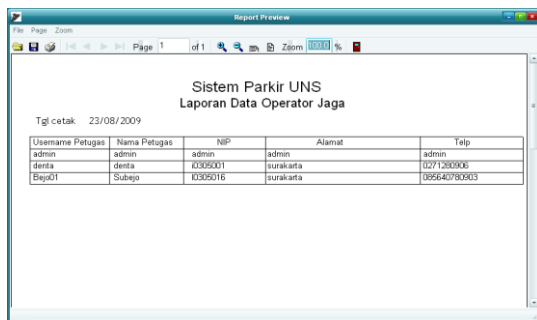 Report Preview
File Page Zoom
Page 1 of 1 Zoom 100.0 %
Sistem Parkir UNS
Laporan Data Operator Jaga
Tgl cetak 23/08/2009
Username Petugas Nama Petugas NIP Alamat Telp
admin admin admin admin admin
denta denta i0305001 surakarta 0271280906
Bejo01 Subejo I0305016 surakarta 085640780903